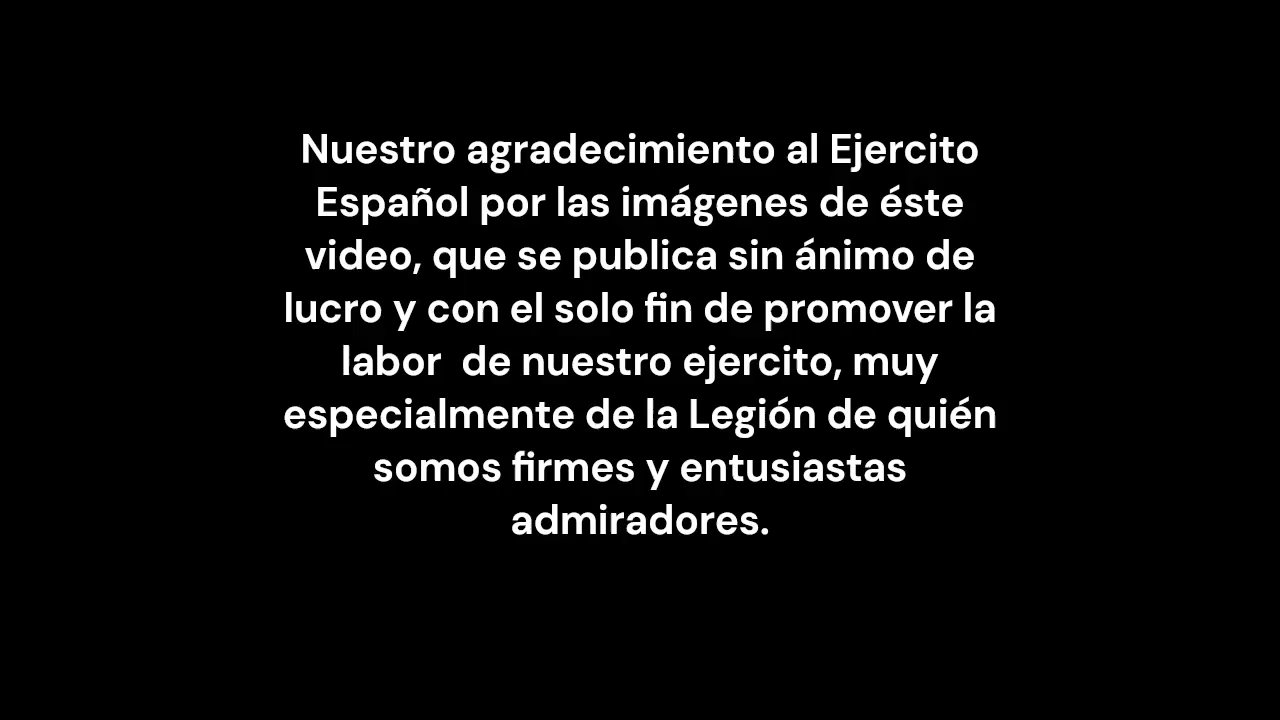 Nuestro agradecimiento al Ejercito
Español por las imágenes de éste
video, que se publica sin ánimo de
lucro y con el solo fin de promover la
labor  de nuestro ejercito, muy
especialmente de la Legión de quién
somos firmes y entusiastas
admiradores.